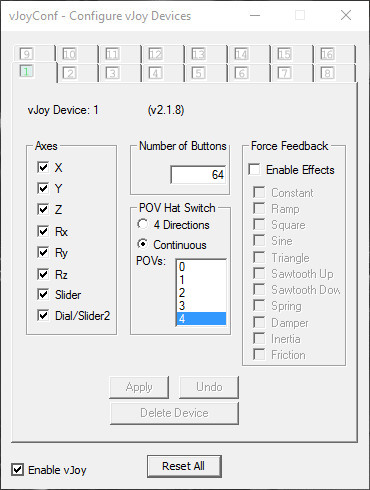 vJoyConf - Configure vJoy Devices
9 10 11 12 13 14 15 16
1 2 3 4 5 6 7 8
vJoy Device: 1 (v2.1.8)
Axes
X
Y
Z
Rx
Ry
Rz
Slider
Dial/Slider2
Number of Buttons
64
POV Hat Switch
4 Directions
Continuous
POVs:
0
1
2
3
4
Force Feedback
Enable Effects
Constant
Ramp
Square
Sine
Triangle
Sawtooth Up
Sawtooth Dow
Spring
Damper
Inertia
Friction
Apply Undo
Delete Device
Enable vJoy
Reset All